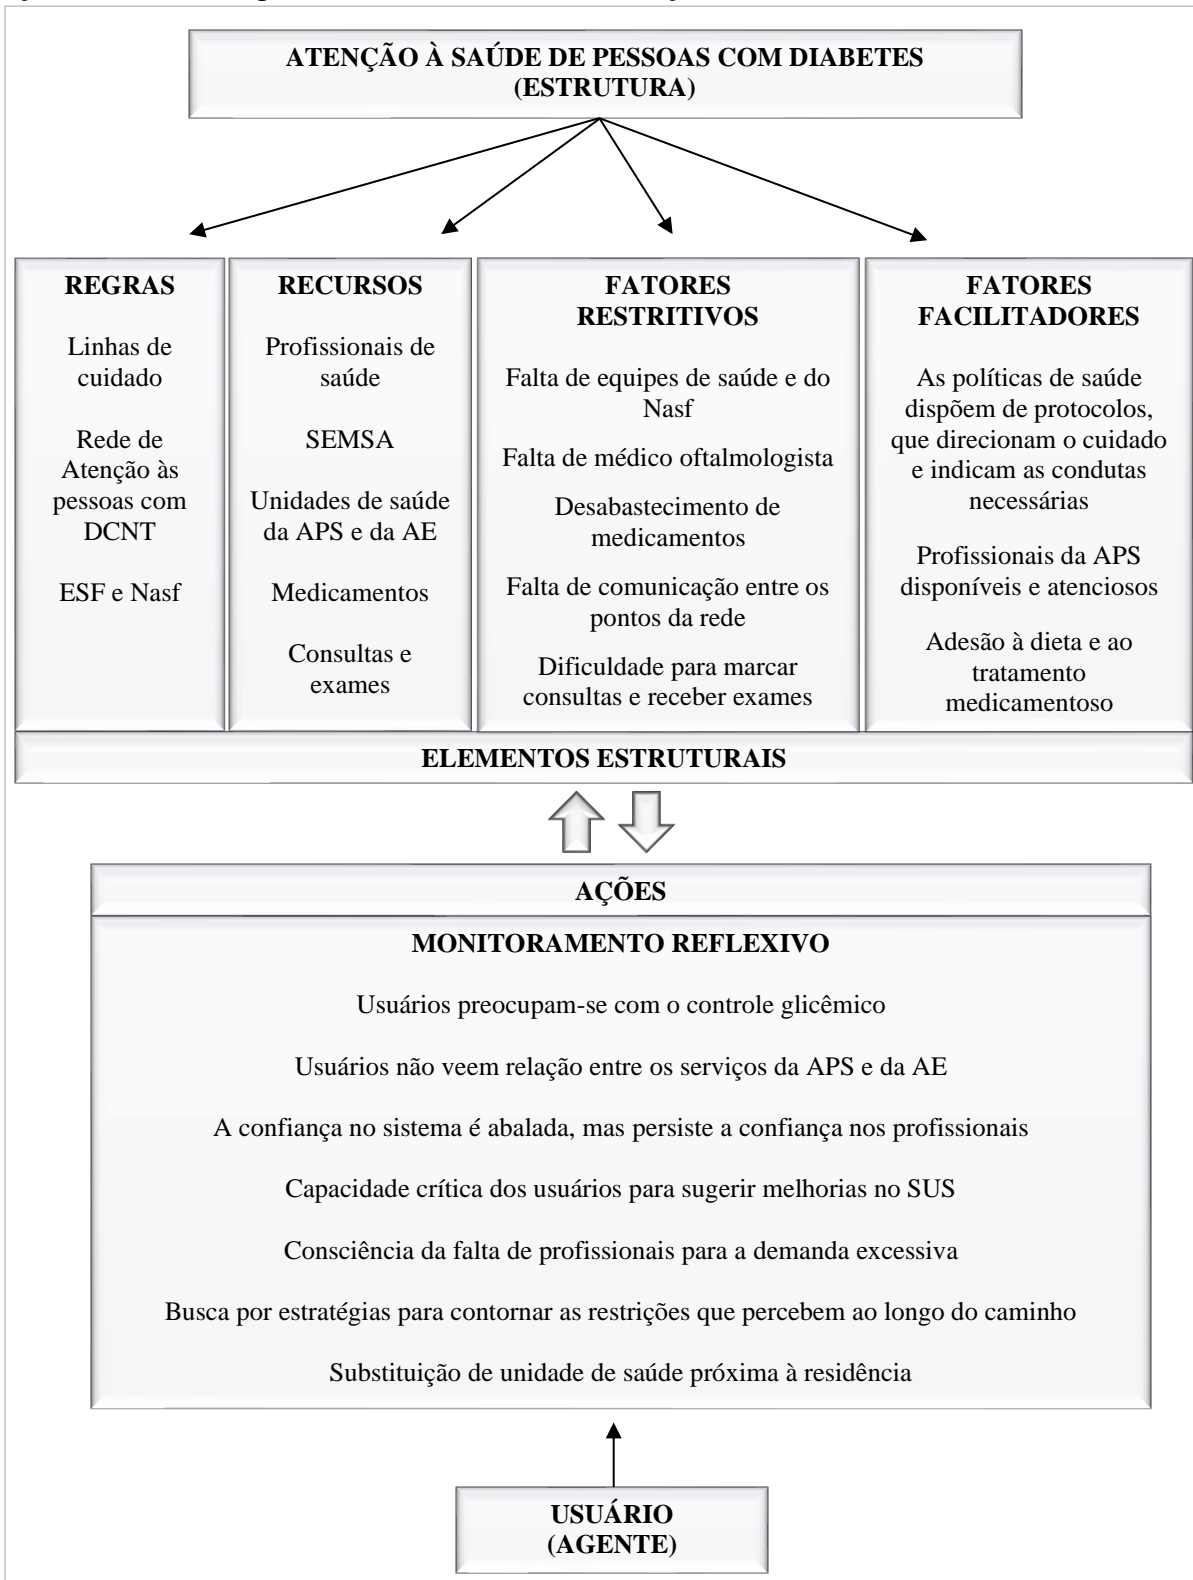 ATENÇÃO À SAÚDE DE PESSOAS COM DIABETES
(ESTRUTURA)
REGRAS
Linhas de
cuidado
Rede de
Atenção às
pessoas com
DCNT
ESF e Nasf
RECURSOS
Profissionais de
saúde
SEMSA
Unidades de saúde
da APS e da AE
Medicamentos
Consultas e
exames
FATORES
RESTRITIVOS
Falta de equipes de saúde e do
Nasf
Falta de médico oftalmologista
Desabastecimento de
medicamentos
Falta de comunicação entre os
pontos da rede
Dificuldade para marcar
consultas e receber exames
FATORES
FACILITADORES
As políticas de saúde
dispõem de protocolos,
que direcionam o cuidado
e indicam as condutas
necessárias
Profissionais da APS
disponíveis e atenciosos
Adesão à dieta e ao
tratamento
medicamentoso
ELEMENTOS ESTRUTURAIS
AÇÕES
MONITORAMENTO REFLEXIVO
Usuários preocupam-se com o controle glicêmico
Usuários não veem relação entre os serviços da APS e da AE
A confiança no sistema é abalada, mas persiste a confiança nos profissionais
Capacidade crítica dos usuários para sugerir melhorias no SUS
Consciência da falta de profissionais para a demanda excessiva
Busca por estratégias para contornar as restrições que percebem ao longo do caminho
Substituição de unidade de saúde próxima à residência
USUÁRIO
(AGENTE)